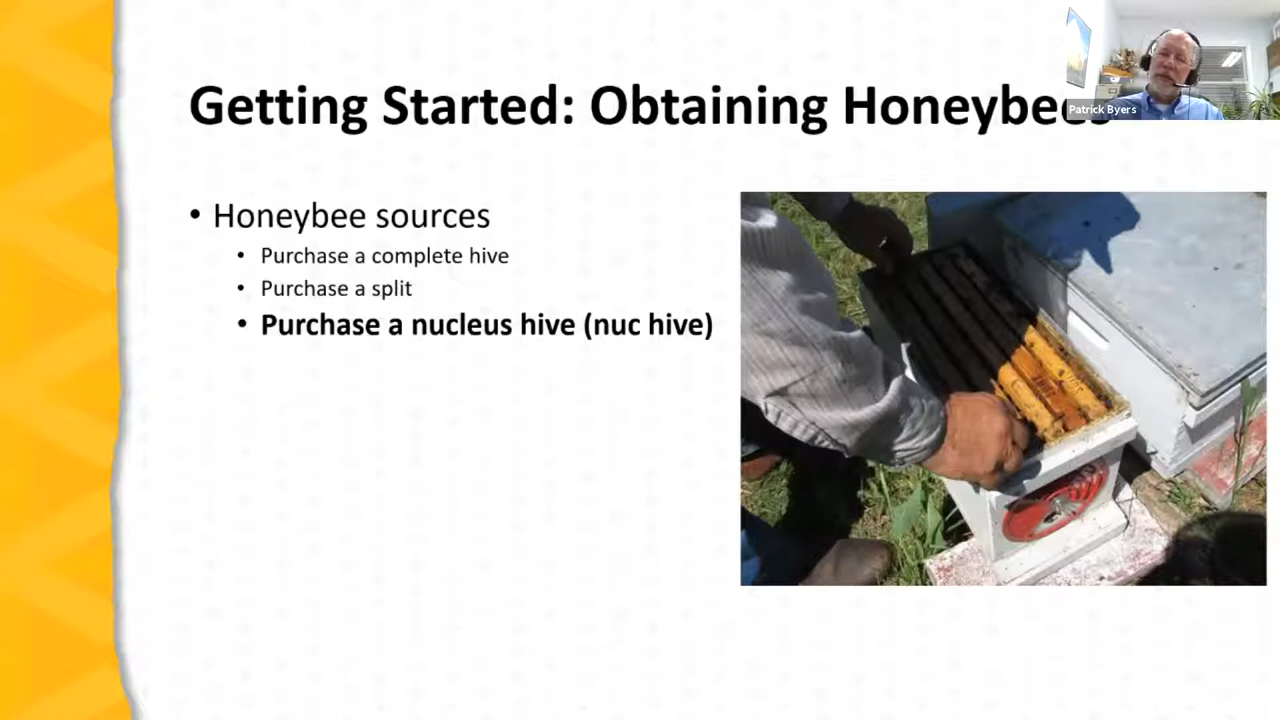 Getting Started: Obtaining Honeybees
Patrick Byers
• Honeybee sources
• Purchase a complete hive
• Purchase a split
• Purchase a nucleus hive (nuc hive)